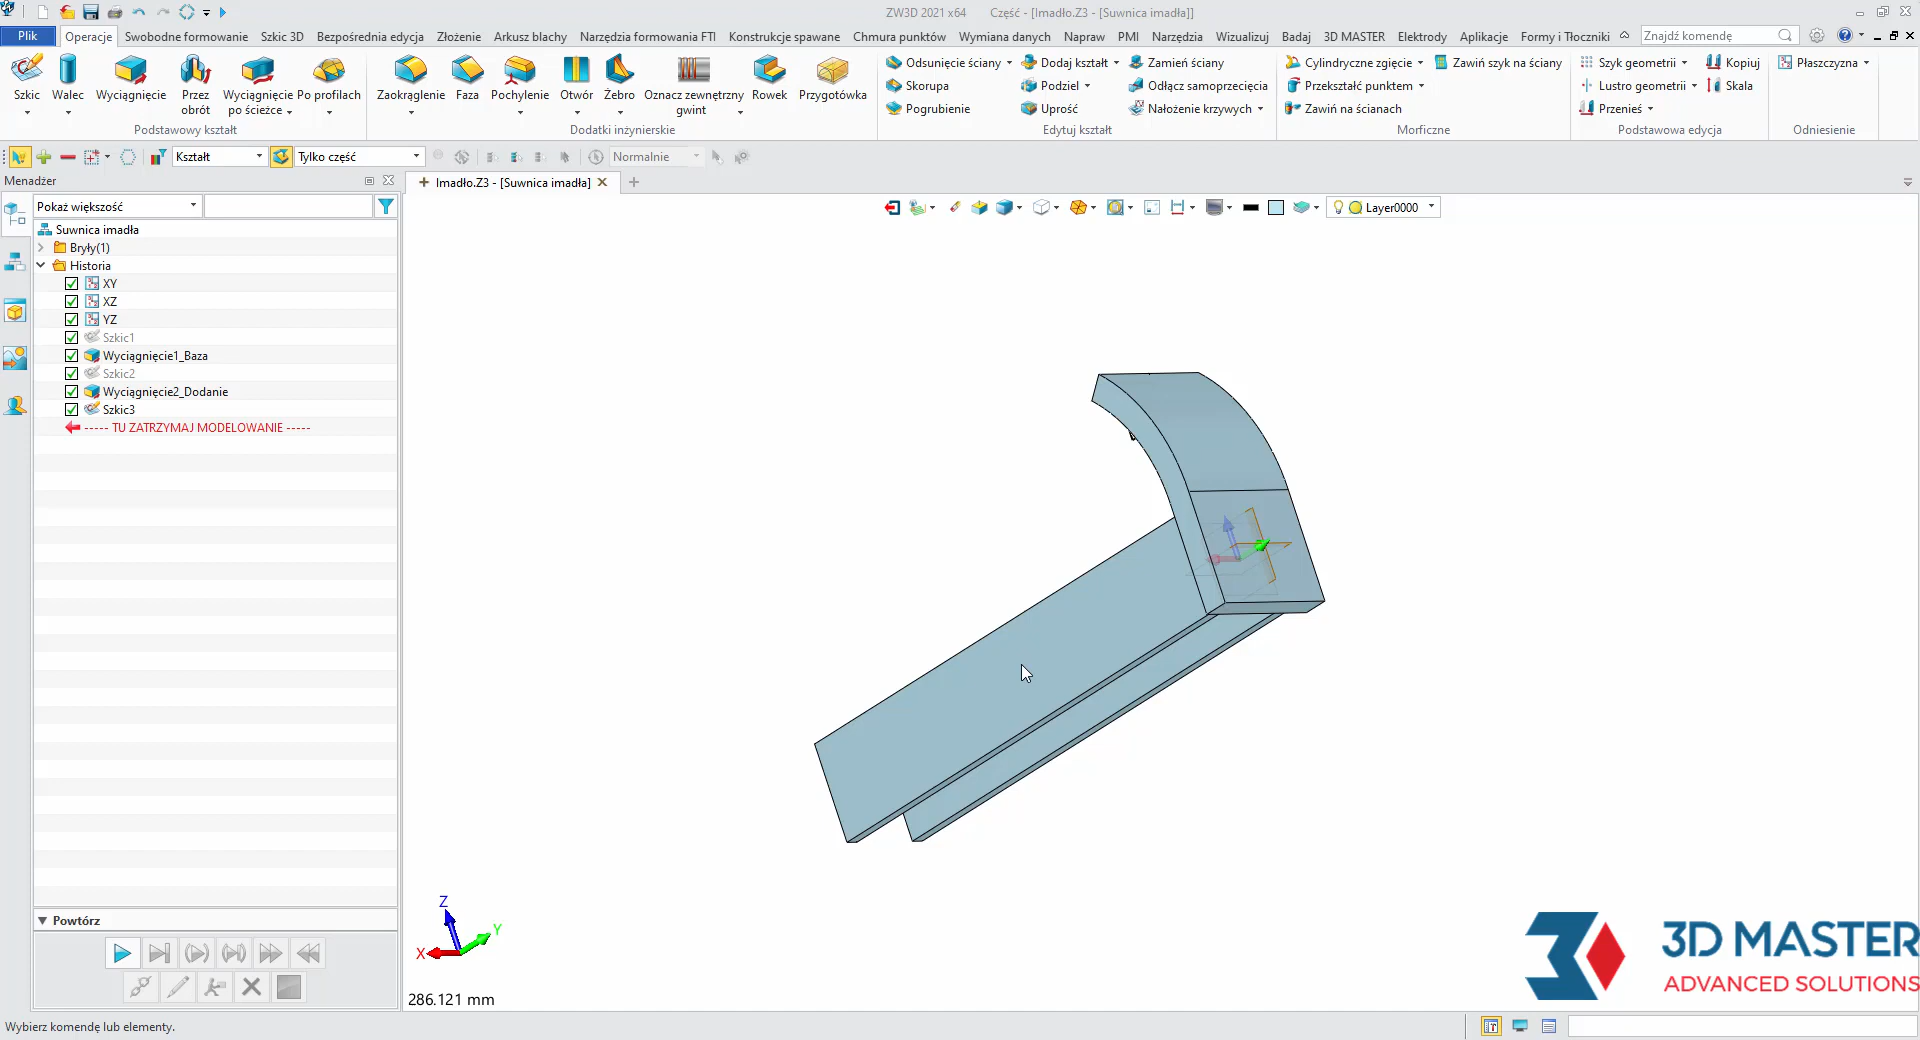 ZW3D 2021 x64 Część - [Imadło.Z3 - [Suwnica imadła]]
Plik Operacje Swobodne formowanie Szkic 3D Bezpośrednia edycja Złożenie Arkusz blachy Narzędzia formowania FTI Konstrukcje spawane Chmura punktów Wymiana danych Napraw PMI Narzędzia Wizualizuj Badaj 3D MASTER Elektrody Aplikacje Formy i Tłoczniki Znajdź komendę
Szkic Walec Wyciągnięcie Przez obrót Wyciągnięcie po ścieżce Po profilach
Podstawowy kształt
Zaokrąglenie Faza Pochylenie Otwór Żebro Oznacz zewnętrzny gwint Rowek Przygotówka
Dodatki inżynierskie
Odsunięcie ściany Dodaj kształt Zamień ściany
Skorupa Podziel Odłącz samoprzecięcia
Pogrubienie Uprość Nałożenie krzywych
Edytuj kształt
Cylindryczne zgięcie Zawiń szyk na ściany
Przekształć punktem
Zawiń na ścianach
Morficzne
Szyk geometrii Kopiuj
Lustro geometrii Skala
Przenieś
Podstawowa edycja
Płaszczyzna
Odniesienie
Kształt Tylko część Normalnie
Menadżer
Imadło.Z3 - [Suwnica imadła]
Pokaż większość
Layer0000
Suwnica imadła
Bryły(1)
Historia
XY
XZ
YZ
Szkic1
Wyciągnięcie1_Baza
Szkic2
Wyciągnięcie2_Dodanie
Szkic3
----- TU ZATRZYMAJ MODELOWANIE -----
Powtórz
Z
Y
X
286.121 mm
3D MASTER
ADVANCED SOLUTIONS
Wybierz komendę lub elementy.